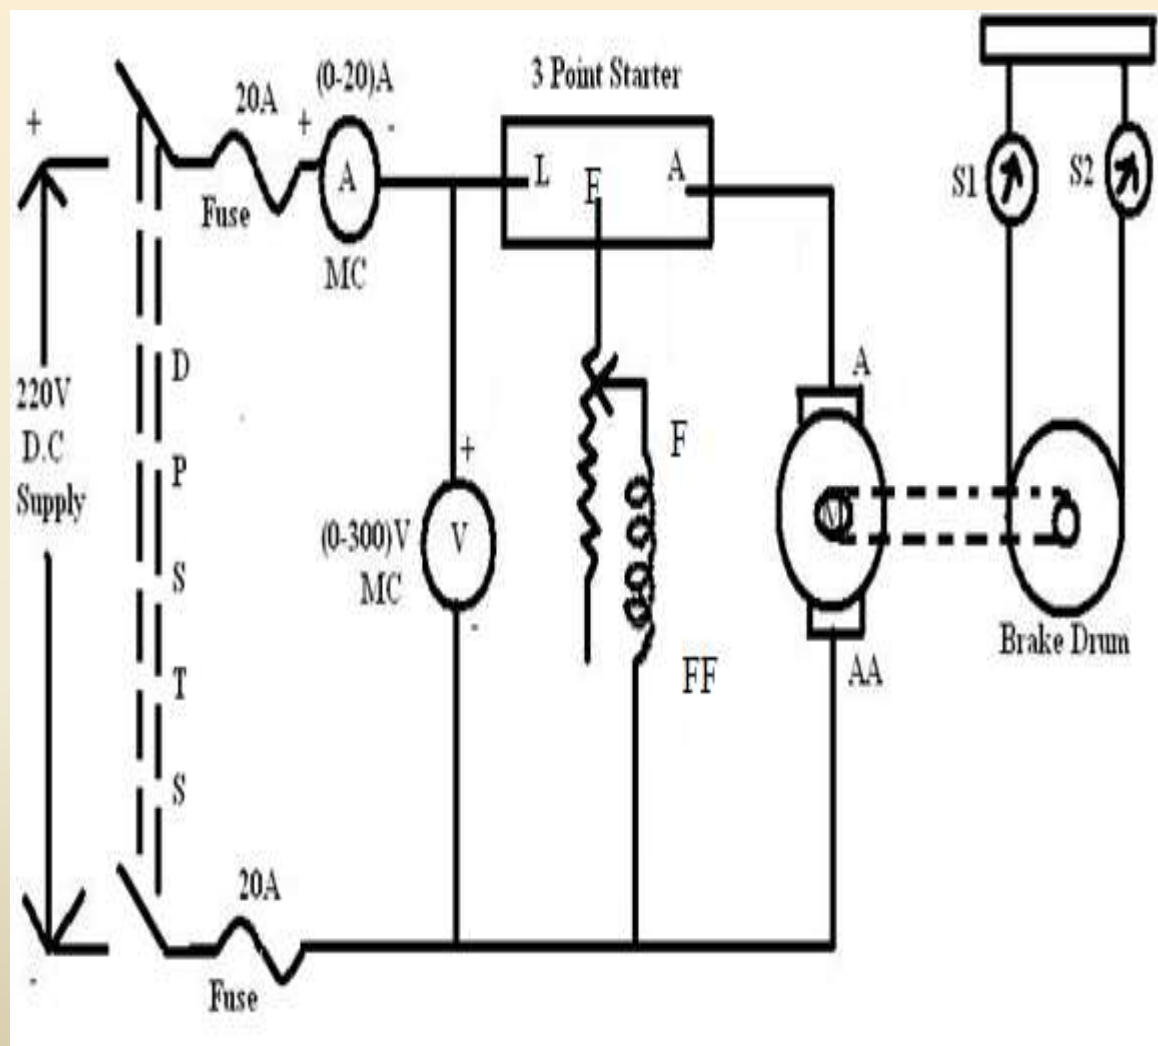 3 Point Starter
(0-20)A
20A
+
+
-
A
L
F
A
S1
S2
Fuse
MC
D
P
S
T
S
220V
D.C
Supply
A
F
+
(0-300)V
V
MC
-
M
Brake Drum
FF
AA
20A
-
Fuse